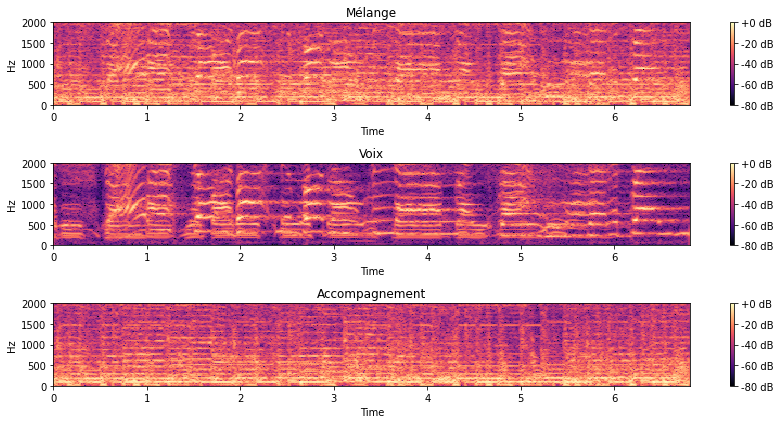 Mélange
2000
1500
1000
500
0
Hz
0 1 2 3 4 5 6
Time
+0 dB
-20 dB
-40 dB
-60 dB
-80 dB
Voix
2000
1500
1000
500
0
Hz
0 1 2 3 4 5 6
Time
+0 dB
-20 dB
-40 dB
-60 dB
-80 dB
Accompagnement
2000
1500
1000
500
0
Hz
0 1 2 3 4 5 6
Time
+0 dB
-20 dB
-40 dB
-60 dB
-80 dB